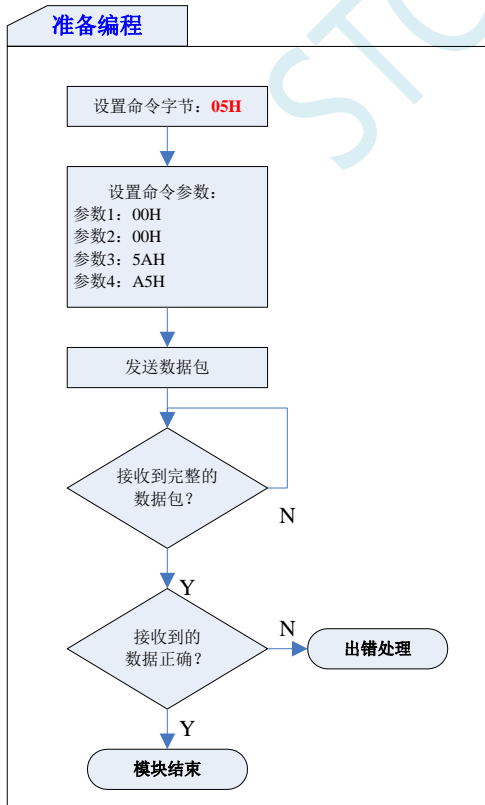 准备编程
STC
设置命令字节：05H
设置命令参数：
参数1：00H
参数2：00H
参数3：5AH
参数4：A5H
发送数据包
接收到完整的
数据包？
N
Y
接收到的
数据正确？
N
出错处理
Y
模块结束